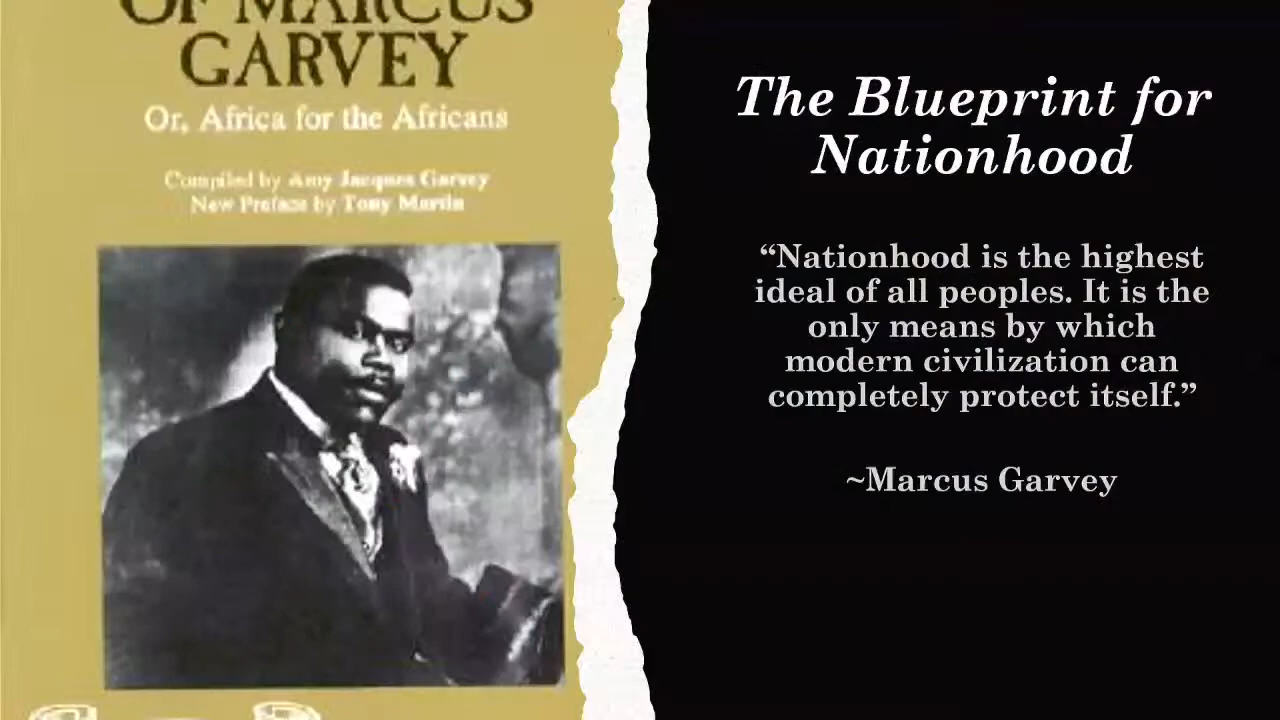 OF MARCUS
GARVEY
Or, Africa for the Africans
Compiled by Amy Jacques Garvey
New Preface by Tony Martin
The Blueprint for
Nationhood
“Nationhood is the highest
ideal of all peoples. It is the
only means by which
modern civilization can
completely protect itself.”
~Marcus Garvey